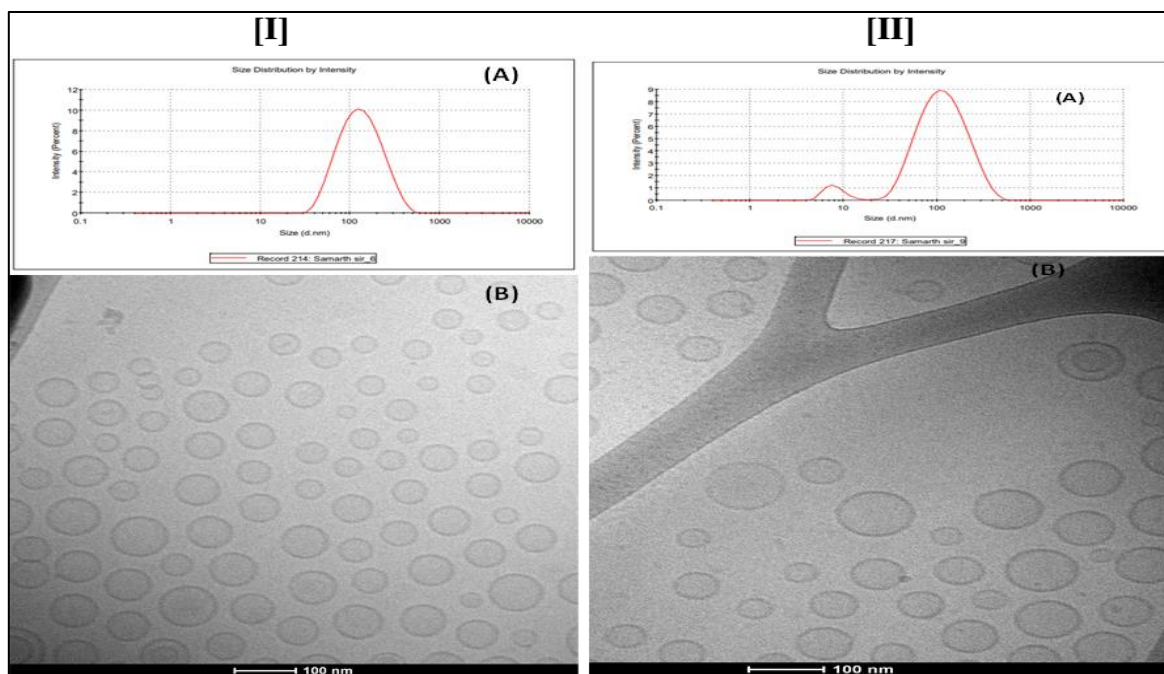 [I]
[II]
Size Distribution by Intensity
(A)
Intensity (Percent)
12
10
8
6
4
2
0
0.1 1 10 100 1000 10000
Size (d.nm)
Record 214: Samarth sir_6
Size Distribution by Intensity
(A)
Intensity (Percent)
9
8
7
6
5
4
3
2
1
0
0.1 1 10 100 1000 10000
Size (d.nm)
Record 217: Samarth sir_9
(B)
100 nm
(B)
100 nm